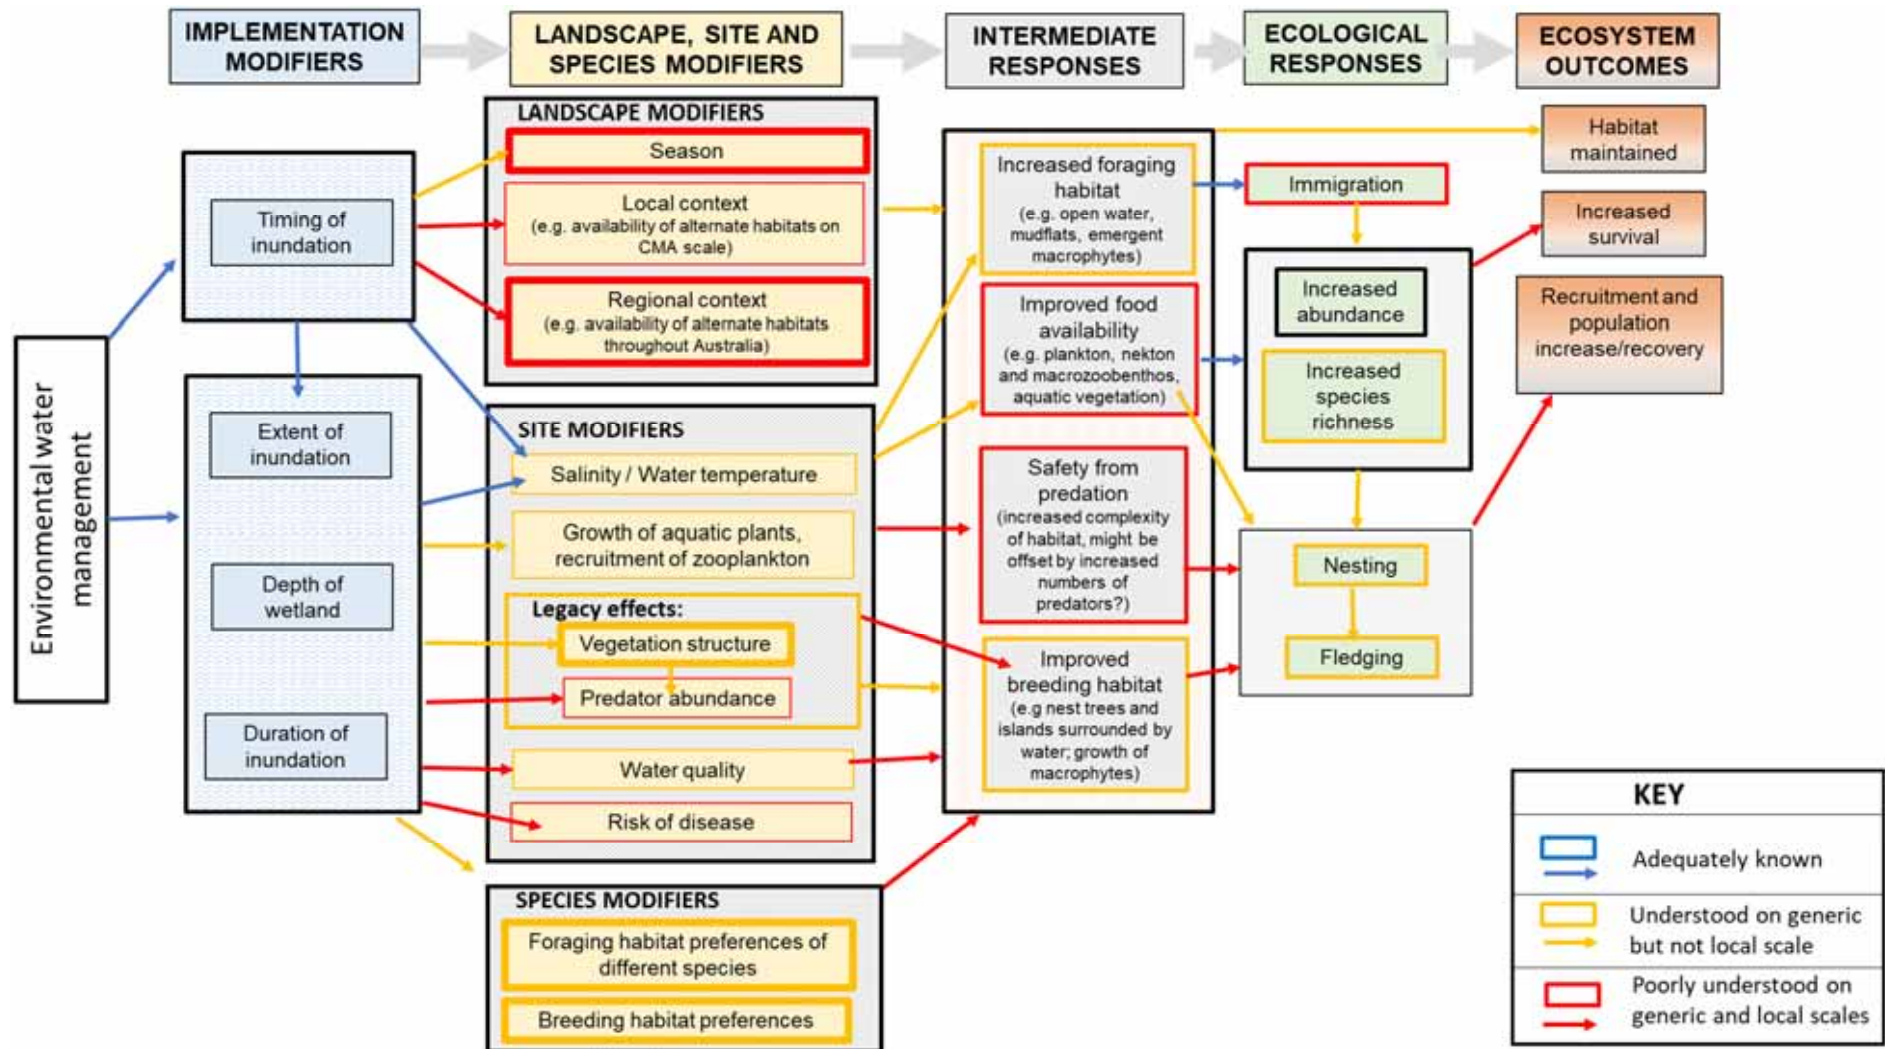 IMPLEMENTATION
MODIFIERS
LANDSCAPE, SITE AND
SPECIES MODIFIERS
INTERMEDIATE
RESPONSES
ECOLOGICAL
RESPONSES
ECOSYSTEM
OUTCOMES
Environmental water
management
Timing of
inundation
Extent of
inundation
Depth of
wetland
Duration of
inundation
LANDSCAPE MODIFIERS
Season
Local context
(e.g. availability of alternate habitats on
CMA scale)
Regional context
(e.g. availability of alternate habitats
throughout Australia)
SITE MODIFIERS
Salinity / Water temperature
Growth of aquatic plants,
recruitment of zooplankton
Legacy effects:
Vegetation structure
Predator abundance
Water quality
Risk of disease
SPECIES MODIFIERS
Foraging habitat preferences of
different species
Breeding habitat preferences
Increased foraging
habitat
(e.g. open water,
mudflats, emergent
macrophytes)
Improved food
availability
(e.g. plankton, nekton
and macrozoobenthos,
aquatic vegetation)
Safety from
predation
(increased complexity
of habitat, might be
offset by increased
numbers of
predators?)
Improved
breeding habitat
(e.g nest trees and
islands surrounded by
water; growth of
macrophytes)
Immigration
Increased
abundance
Increased
species
richness
Nesting
Fledging
Habitat
maintained
Increased
survival
Recruitment and
population
increase/recovery
KEY
Adequately known
Understood on generic
but not local scale
Poorly understood on
generic and local scales